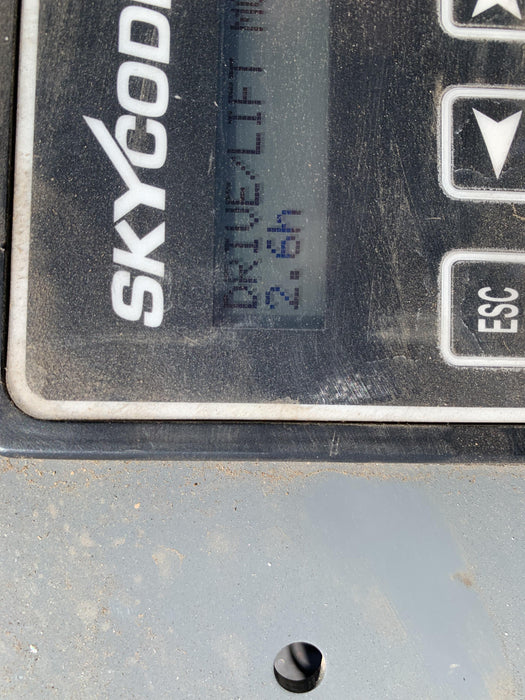 SKYCODE
DRIVE/LIFT
2.6h
ESC